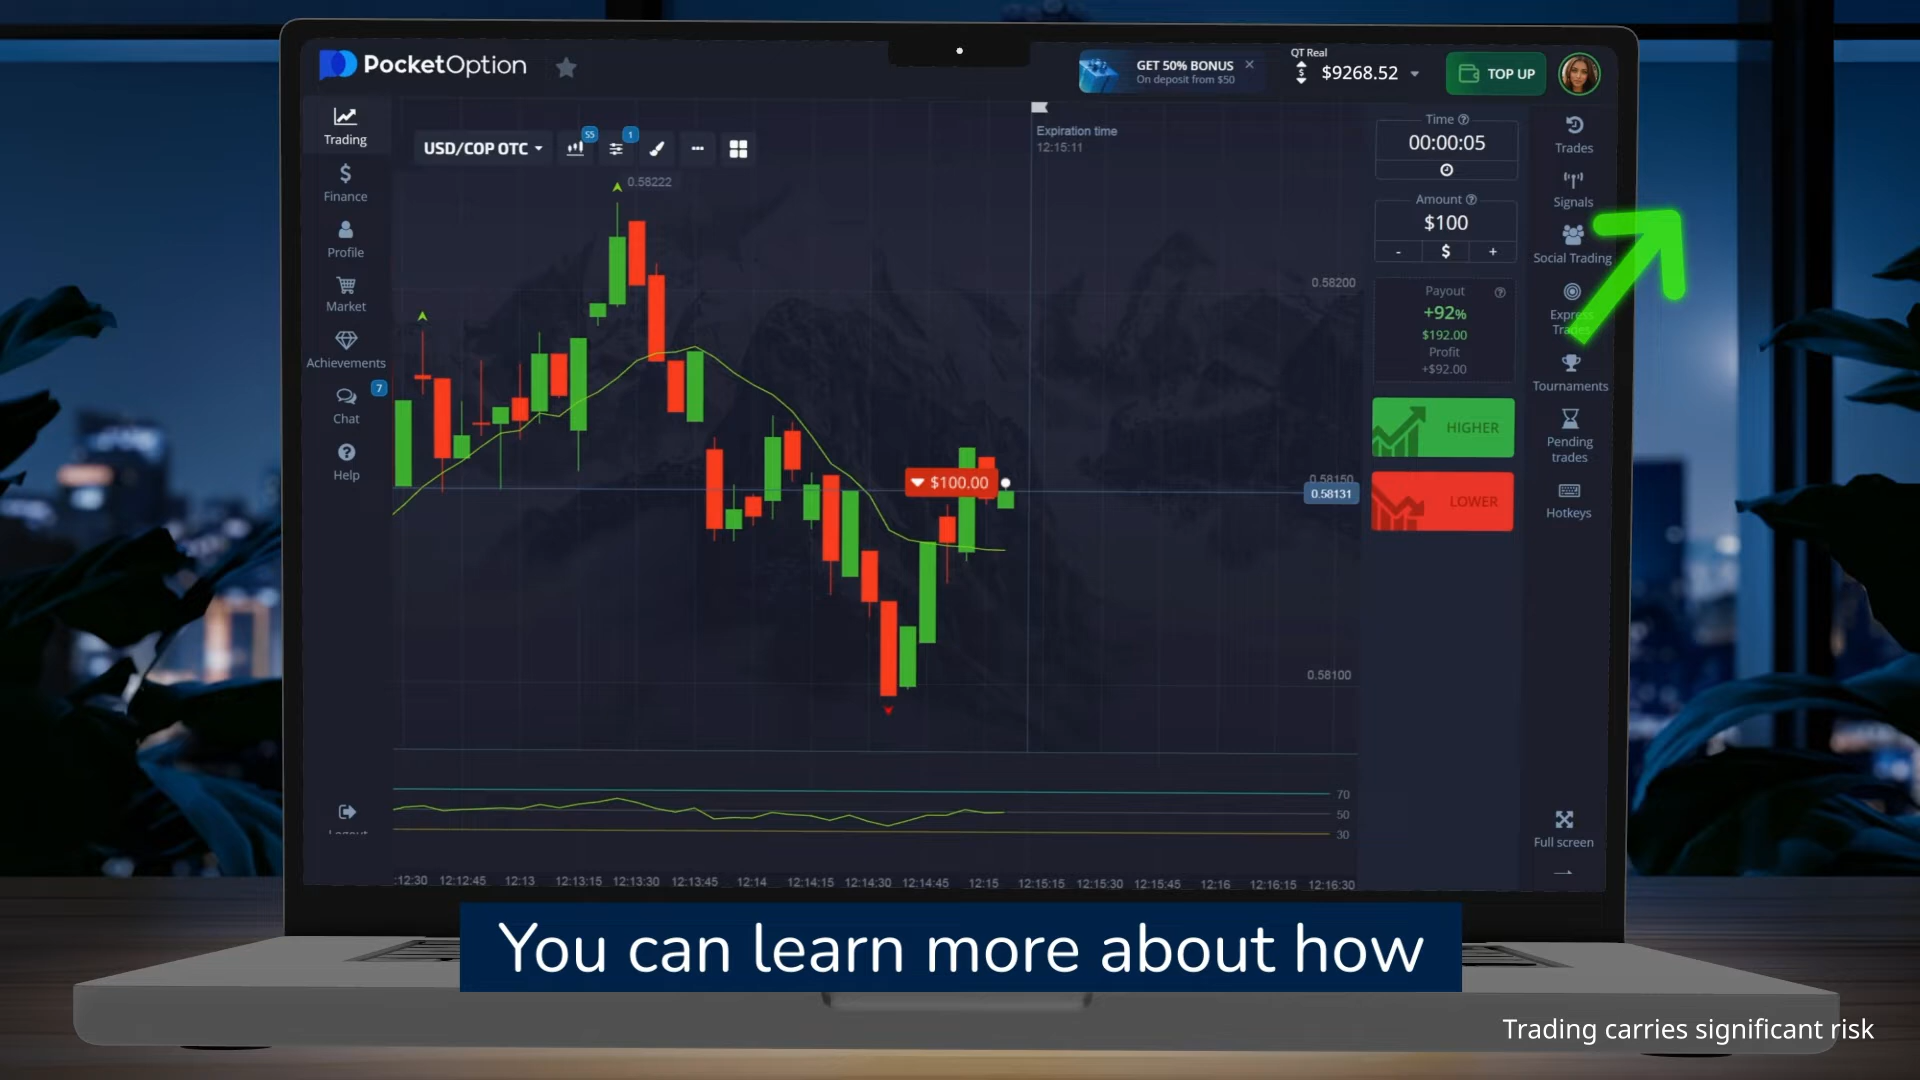 PocketOption
GET 50% BONUS
On deposit from $50
QT Real
$9268.52
TOP UP
Trading
Finance
Profile
Market
Achievements
7
Chat
Help
USD/COP OTC
S5
1
0.58222
Expiration time
12:15:11
0.58200
0.58150
0.58131
0.58100
$100.00
70
50
30
:12:30 12:12:45 12:13 12:13:15 12:13:30 12:13:45 12:14 12:14:15 12:14:30 12:14:45 12:15 12:15:15 12:15:30 12:15:45 12:16 12:16:15 12:16:30
Time
00:00:05
Amount
$100
- $ +
Payout
+92%
$192.00
Profit
+$92.00
HIGHER
LOWER
Trades
Signals
Social Trading
Express
Trades
Tournaments
Pending
trades
Hotkeys
Full screen
You can learn more about how
Trading carries significant risk